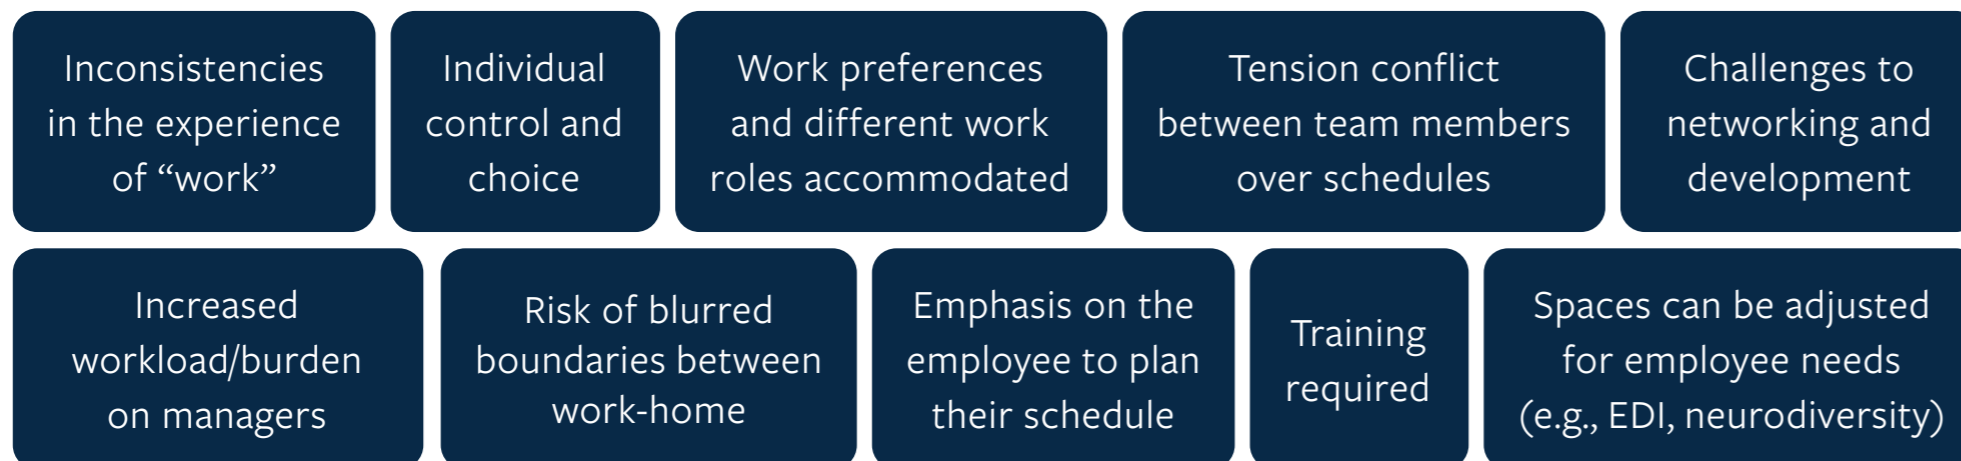 Inconsistencies
in the experience
of “work”
Individual
control and
choice
Work preferences
and different work
roles accommodated
Tension conflict
between team members
over schedules
Challenges to
networking and
development
Increased
workload/burden
on managers
Risk of blurred
boundaries between
work-home
Emphasis on the
employee to plan
their schedule
Training
required
Spaces can be adjusted
for employee needs
(e.g., EDI, neurodiversity)